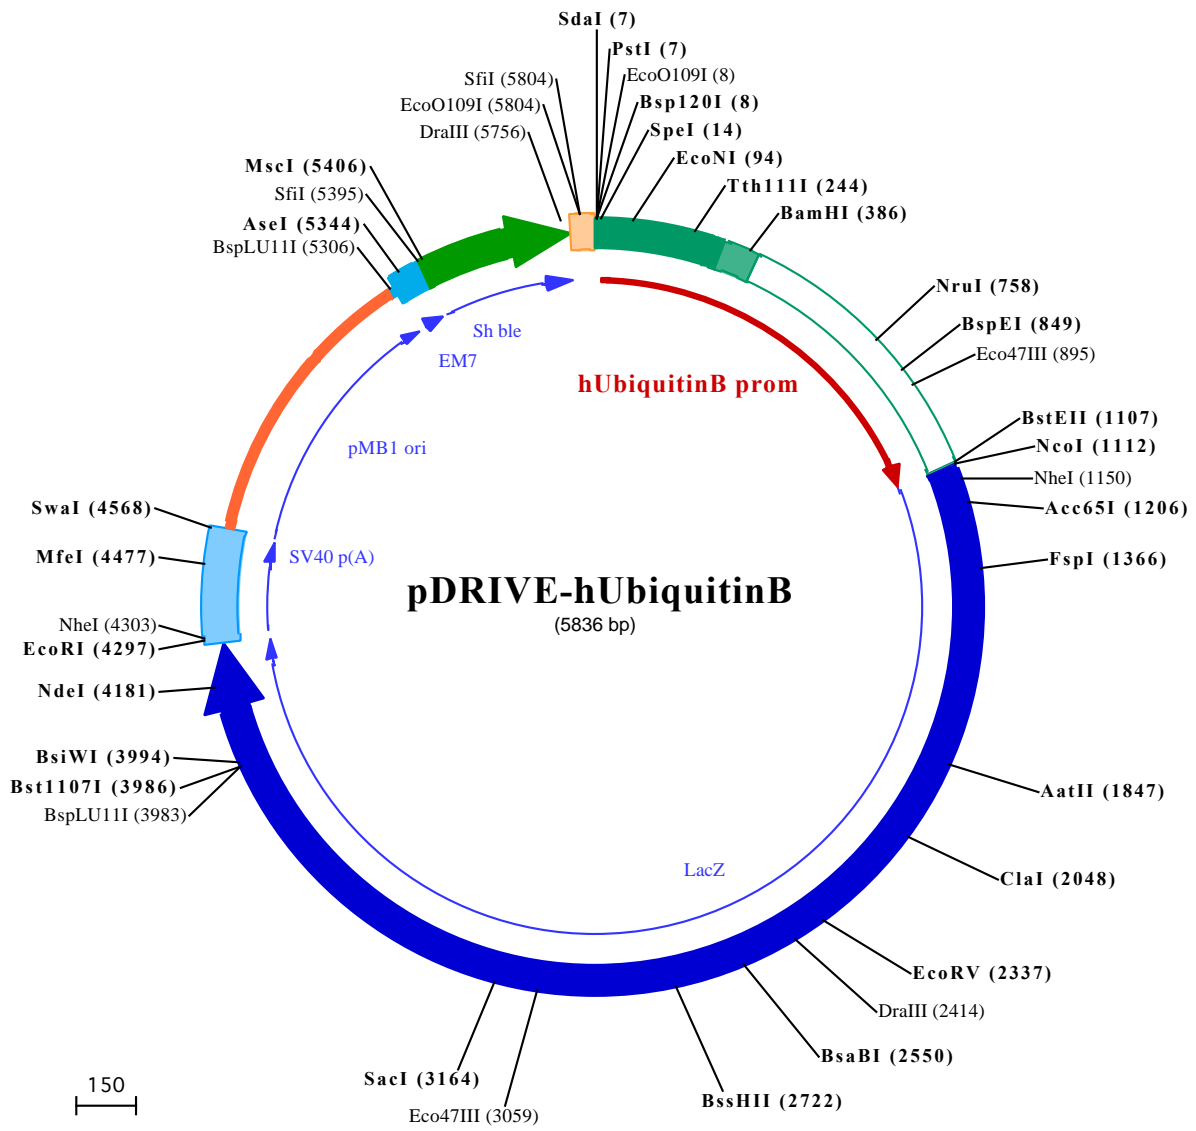 SdaI (7)
PstI (7)
SfiI (5804)
EcoO109I (8)
EcoO109I (5804)
Bsp120I (8)
DraIII (5756)
SpeI (14)
MscI (5406)
EcoNI (94)
SfiI (5395)
Tth111I (244)
AseI (5344)
BamHI (386)
BspLU11I (5306)
NruI (758)
Sh ble
BspEI (849)
EM7
Eco47III (895)
hUbiquitinB prom
BstEII (1107)
pMB1 ori
NcoI (1112)
NheI (1150)
SwaI (4568)
Acc65I (1206)
MfeI (4477)
SV40 p(A)
FspI (1366)
pDRIVE-hUbiquitinB
(5836 bp)
NheI (4303)
EcoRI (4297)
NdeI (4181)
BsiWI (3994)
Bst1107I (3986)
AatII (1847)
BspLU11I (3983)
LacZ
ClaI (2048)
EcoRV (2337)
DraIII (2414)
BsaBI (2550)
SacI (3164)
150
BssHII (2722)
Eco47III (3059)